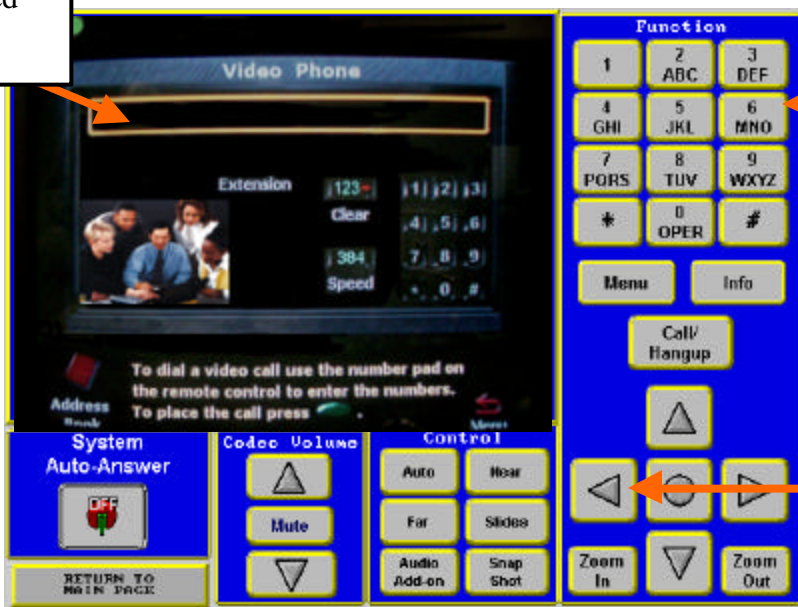 ed
Video Phone
Extension
123
Clear
384
Speed
1 2 3
4 5 6
7 8 9
* 0 #
To dial a video call use the number pad on
the remote control to enter the numbers.
To place the call press .
Address
Book
Menu
Function
1
2
ABC
3
DEF
4
GHI
5
JKL
6
MNO
7
PQRS
8
TUV
9
WXYZ
*
0
OPER
#
Menu
Info
Call/
Hangup
Zoom
In
Zoom
Out
System
Auto-Answer
OFF
RETURN TO
MAIN PAGE
Codec Volume
Mute
Control
Auto
Near
Far
Slides
Audio
Add-on
Snap
Shot